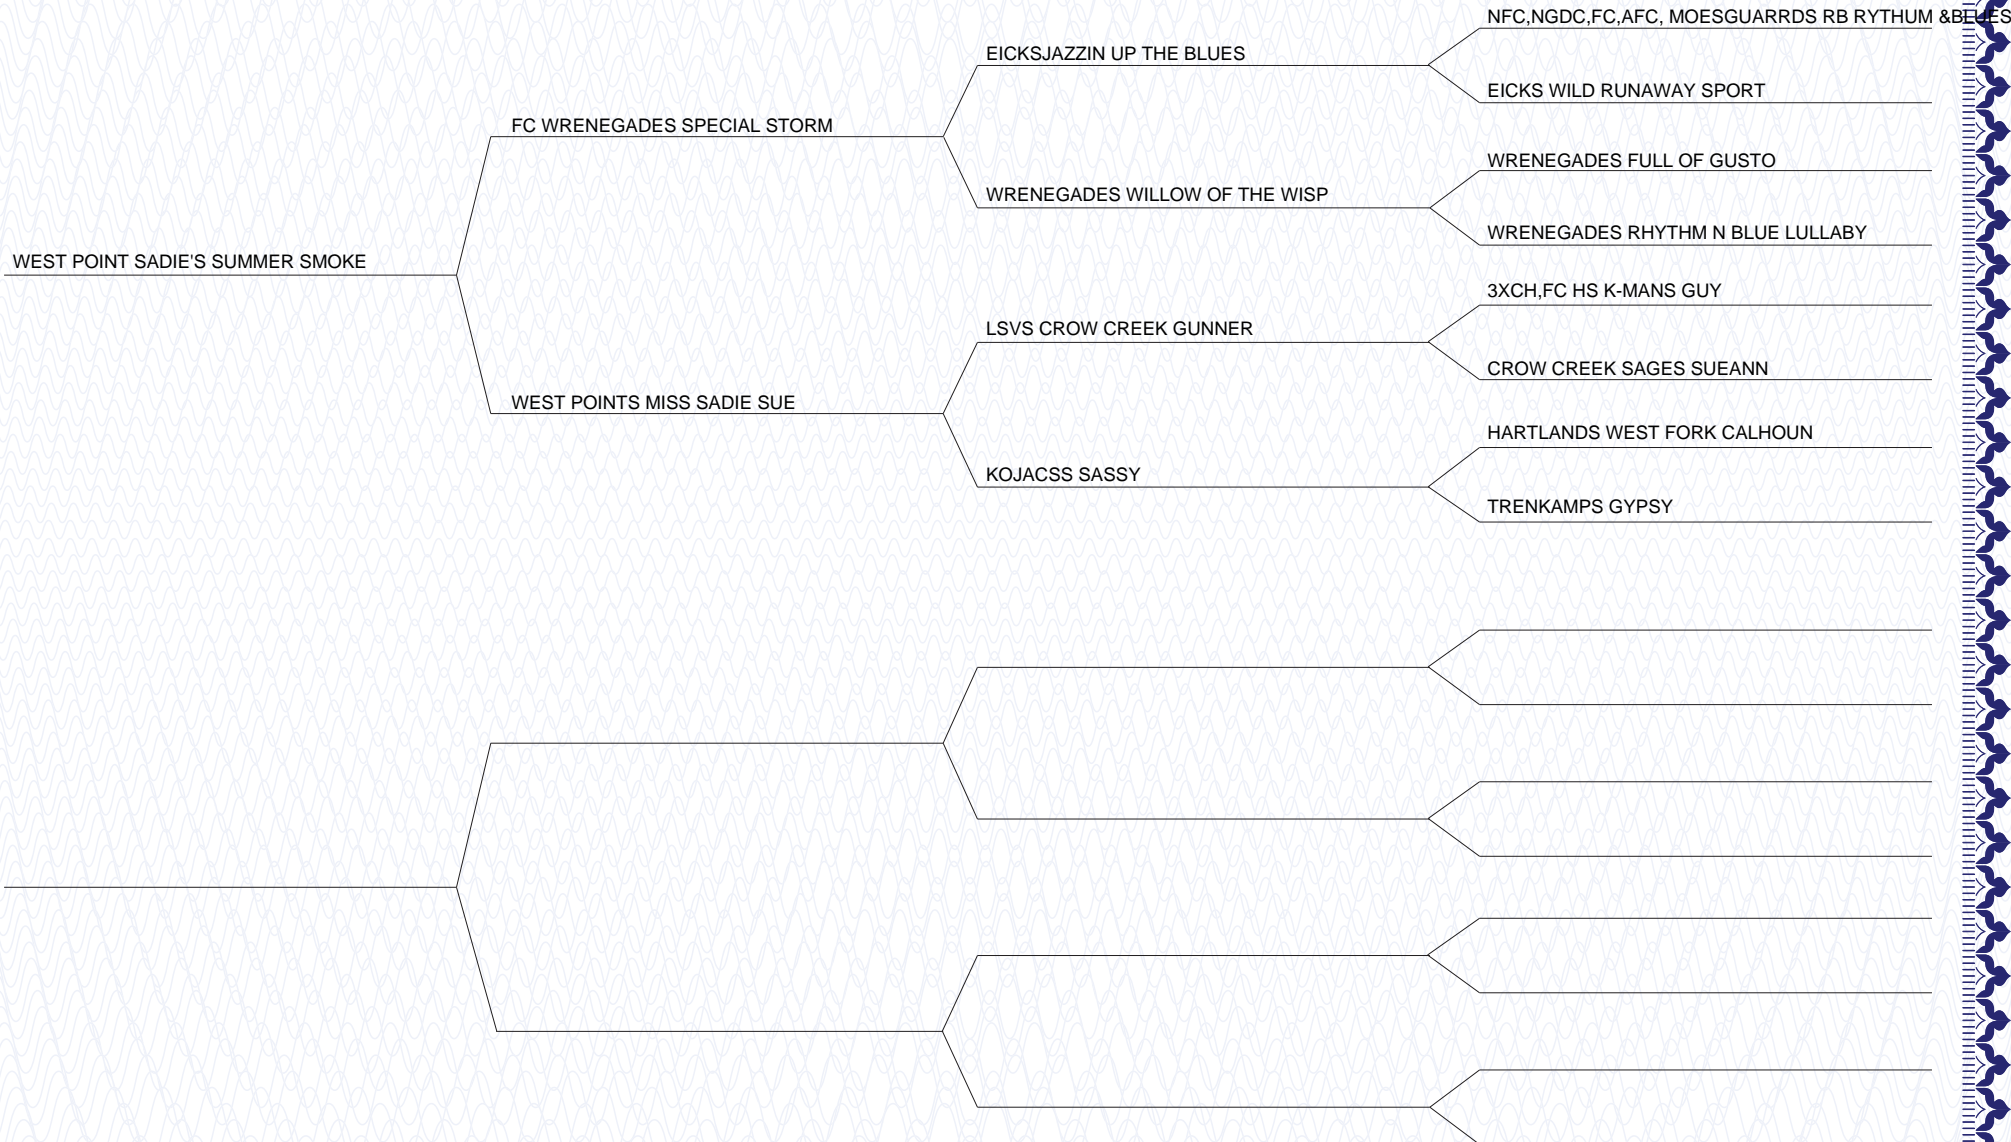 NFC,NGDC,FC,AFC, MOESGUARRDS RB RYTHUM &BLUES
EICKSJAZZIN UP THE BLUES
EICKS WILD RUNAWAY SPORT
FC WRENEGADES SPECIAL STORM
WRENEGADES FULL OF GUSTO
WRENEGADES WILLOW OF THE WISP
WRENEGADES RHYTHM N BLUE LULLABY
WEST POINT SADIE'S SUMMER SMOKE
3XCH,FC HS K-MANS GUY
LSVS CROW CREEK GUNNER
CROW CREEK SAGES SUEANN
WEST POINTS MISS SADIE SUE
HARTLANDS WEST FORK CALHOUN
KOJACSS SASSY
TRENKAMPS GYPSY